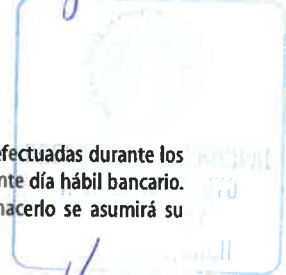 efectuadas durante los
nte día hábil bancario.
hacerlo se asumirá su